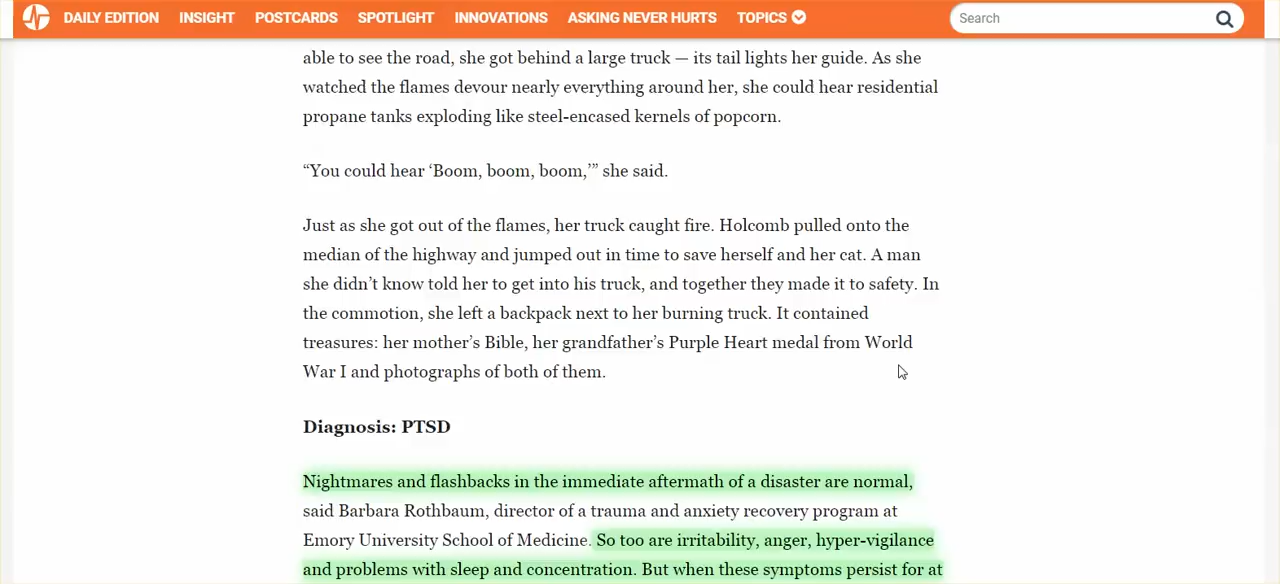 DAILY EDITION INSIGHT POSTCARDS SPOTLIGHT INNOVATIONS ASKING NEVER HURTS TOPICS Search
able to see the road, she got behind a large truck — its tail lights her guide. As she
watched the flames devour nearly everything around her, she could hear residential
propane tanks exploding like steel-encased kernels of popcorn.
“You could hear ‘Boom, boom, boom,’” she said.
Just as she got out of the flames, her truck caught fire. Holcomb pulled onto the
median of the highway and jumped out in time to save herself and her cat. A man
she didn’t know told her to get into his truck, and together they made it to safety. In
the commotion, she left a backpack next to her burning truck. It contained
treasures: her mother’s Bible, her grandfather’s Purple Heart medal from World
War I and photographs of both of them.
Diagnosis: PTSD
Nightmares and flashbacks in the immediate aftermath of a disaster are normal,
said Barbara Rothbaum, director of a trauma and anxiety recovery program at
Emory University School of Medicine. So too are irritability, anger, hyper-vigilance
and problems with sleep and concentration. But when these symptoms persist for at